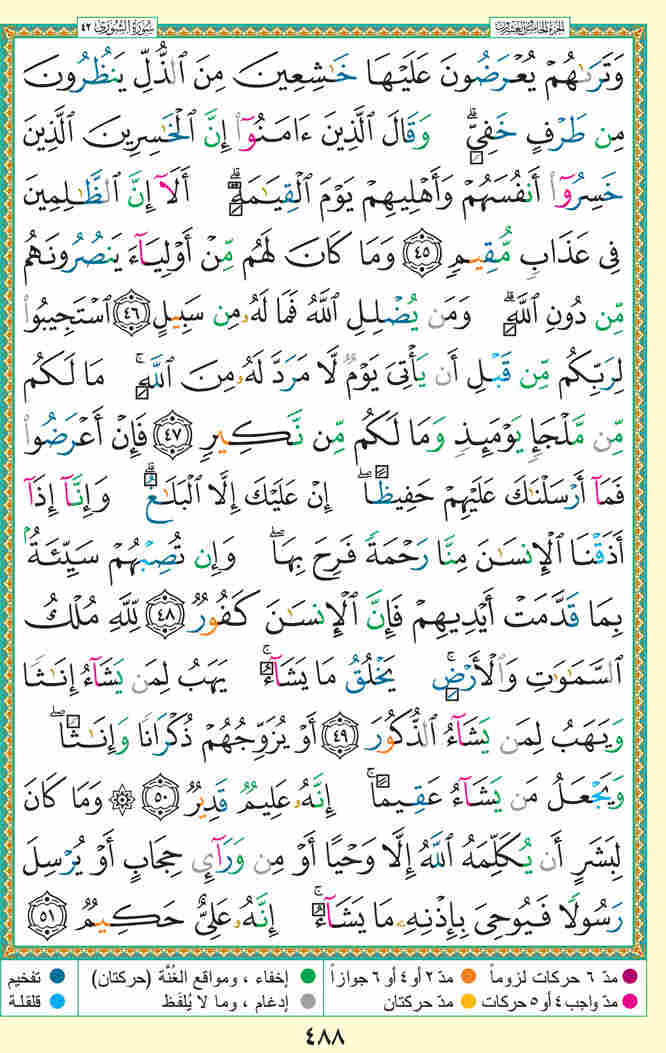 سُورَةُ الشُّورَىٰ ٤٢
الجزء الخامس والعشرون
وَتَرَىٰهُمْ يُعْرَضُونَ عَلَيْهَا خَٰشِعِينَ مِنَ ٱلذُّلِّ يَنظُرُونَ
مِن طَرْفٍ خَفِىٍّۗ وَقَالَ ٱلَّذِينَ ءَامَنُوٓا۟ إِنَّ ٱلْخَٰسِرِينَ ٱلَّذِينَ
خَسِرُوٓا۟ أَنفُسَهُمْ وَأَهْلِيهِمْ يَوْمَ ٱلْقِيَٰمَةِۗ أَلَآ إِنَّ ٱلظَّٰلِمِينَ
فِى عَذَابٍ مُّقِيمٍ ٤٥ وَمَا كَانَ لَهُم مِّنْ أَوْلِيَآءَ يَنصُرُونَهُم
مِّن دُونِ ٱللَّهِۗ وَمَن يُضْلِلِ ٱللَّهُ فَمَا لَهُۥ مِن سَبِيلٍ ٤٦ ٱسْتَجِيبُوا۟
لِرَبِّكُم مِّن قَبْلِ أَن يَأْتِىَ يَوْمٌ لَّا مَرَدَّ لَهُۥ مِنَ ٱللَّهِۚ مَا لَكُم
مِّن مَّلْجَإٍ يَوْمَئِذٍ وَمَا لَكُم مِّن نَّكِيرٍ ٤٧ فَإِنْ أَعْرَضُوا۟
فَمَآ أَرْسَلْنَٰكَ عَلَيْهِمْ حَفِيظًاۖ إِنْ عَلَيْكَ إِلَّا ٱلْبَلَٰغُۗ وَإِنَّآ إِذَآ
أَذَقْنَا ٱلْإِنسَٰنَ مِنَّا رَحْمَةً فَرِحَ بِهَاۖ وَإِن تُصِبْهُمْ سَيِّئَةٌۢ
بِمَا قَدَّمَتْ أَيْدِيهِمْ فَإِنَّ ٱلْإِنسَٰنَ كَفُورٌ ٤٨ لِّلَّهِ مُلْكُ
ٱلسَّمَٰوَٰتِ وَٱلْأَرْضِۚ يَخْلُقُ مَا يَشَآءُۚ يَهَبُ لِمَن يَشَآءُ إِنَٰثًا
وَيَهَبُ لِمَن يَشَآءُ ٱلذُّكُورَ ٤٩ أَوْ يُزَوِّجُهُمْ ذُكْرَانًا وَإِنَٰثًاۖ
وَيَجْعَلُ مَن يَشَآءُ عَقِيمًاۚ إِنَّهُۥ عَلِيمٌ قَدِيرٌ ٥٠ ۞ وَمَا كَانَ
لِبَشَرٍ أَن يُكَلِّمَهُ ٱللَّهُ إِلَّا وَحْيًا أَوْ مِن وَرَآئِ حِجَابٍ أَوْ يُرْسِلَ
رَسُولًا فَيُوحِىَ بِإِذْنِهِۦ مَا يَشَآءُۚ إِنَّهُۥ عَلِىٌّ حَكِيمٌ ٥١
مدّ ٦ حركات لزوماً مدّ ٢ أو ٤ أو ٦ جوازاً إخفاء ، ومواقع الغُنَّة (حركتان) تفخيم
مدّ واجب ٤ أو ٥ حركات مدّ حركتان إدغام ، وما لا يُلفَظ قلقلة
٤٨٨